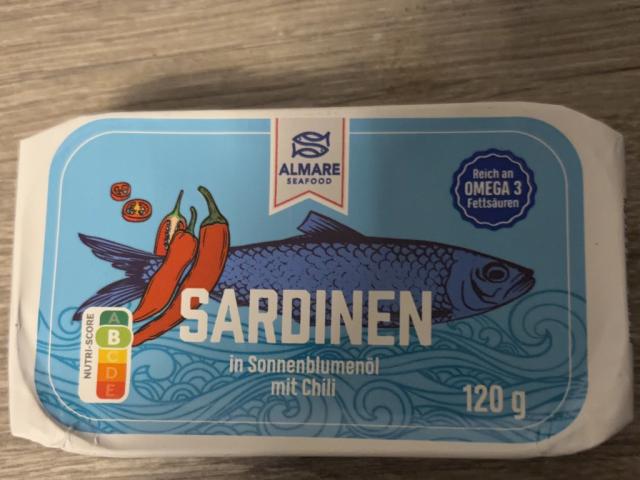 ALMARE
SEAFOOD
Reich an
OMEGA 3
Fettsäuren
SARDINEN
in Sonnenblumenöl
mit Chili
120 g
NUTRI-SCORE
A
B
C
D
E